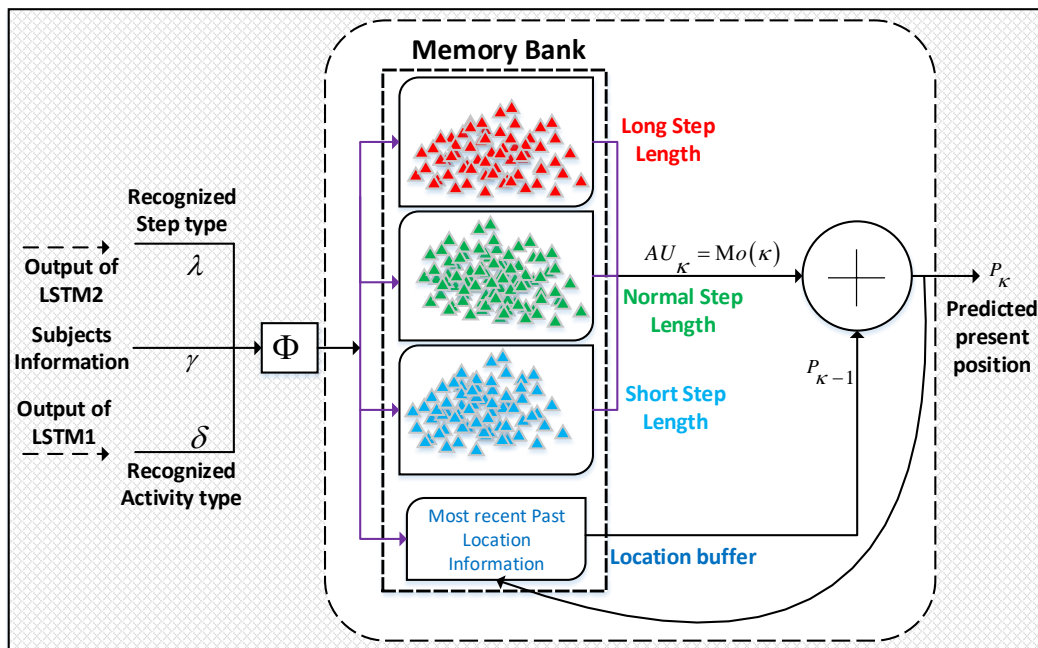 Memory Bank
Long Step
Length
Recognized
Step type
λ
Output of
LSTM2
Subjects
Information
γ
Φ
Output of
LSTM1
δ
Recognized
Activity type
AU_κ = Mo(κ)
Normal Step
Length
Short Step
Length
P_κ
Predicted
present
position
P_κ−1
Most recent Past
Location
Information
Location buffer